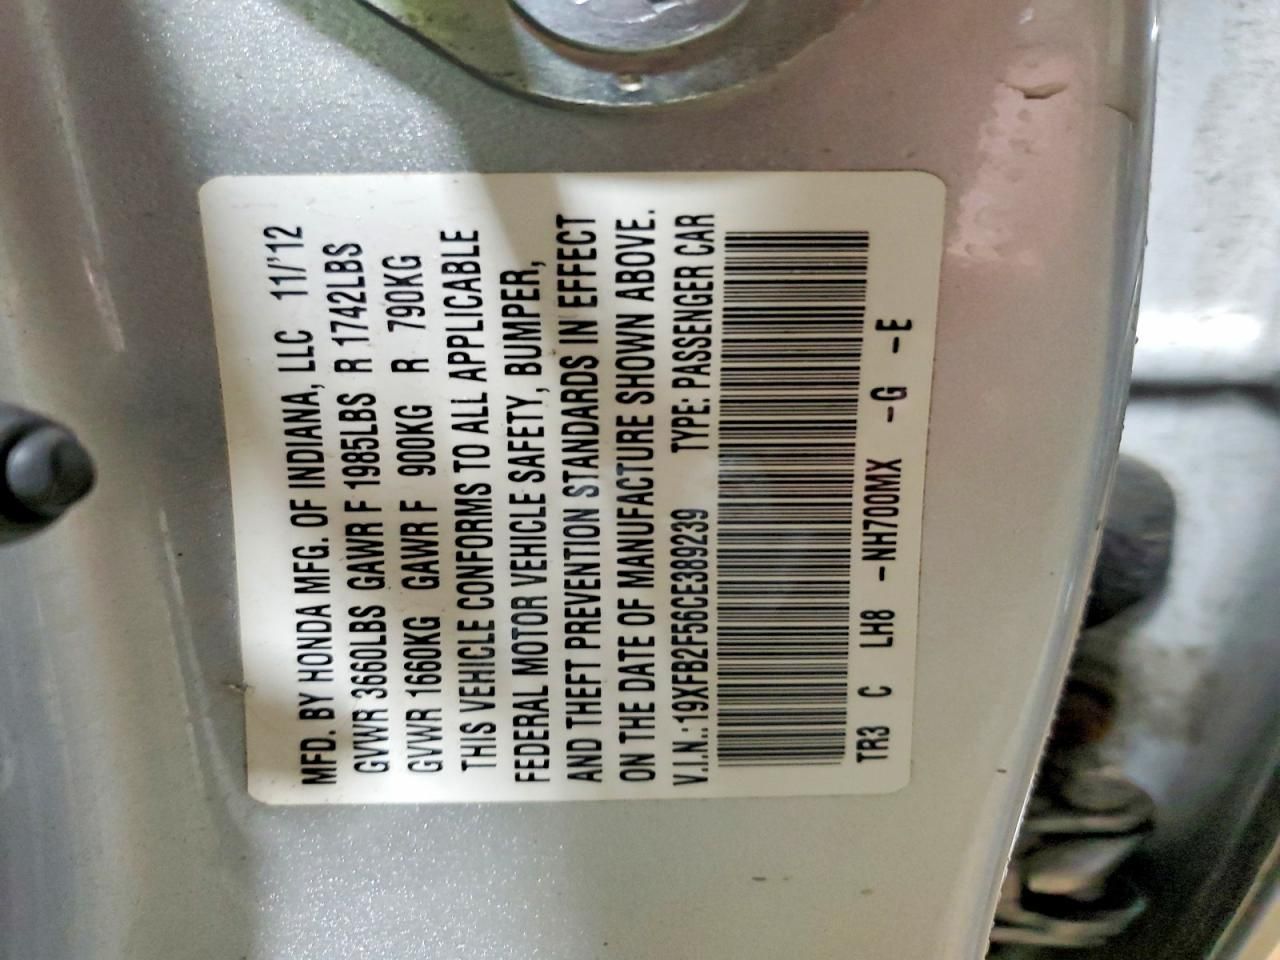 MFD. BY HONDA MFG. OF INDIANA, LLC 11/'12
GVWR 3660LBS GAWR F 1985LBS R 1742LBS
GVWR 1660KG GAWR F 900KG R 790KG
THIS VEHICLE CONFORMS TO ALL APPLICABLE
FEDERAL MOTOR VEHICLE SAFETY, BUMPER,
AND THEFT PREVENTION STANDARDS IN EFFECT
ON THE DATE OF MANUFACTURE SHOWN ABOVE.
V.I.N.:19XFB2F56CE389239 TYPE: PASSENGER CAR
TR3 C LH8 -NH700MX -G -E